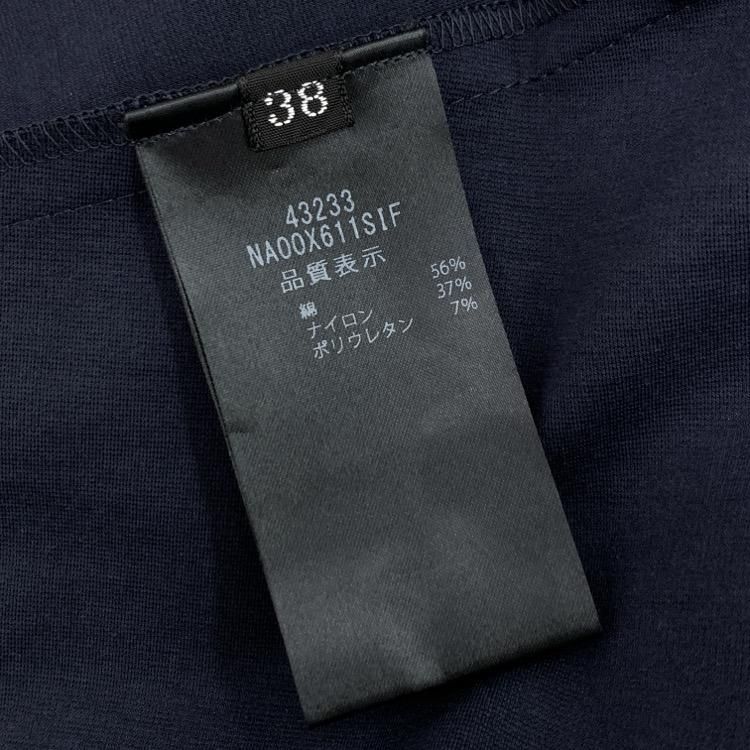 38
43233
NA00X611SIF
品質表示
綿 56%
ナイロン 37%
ポリウレタン 7%